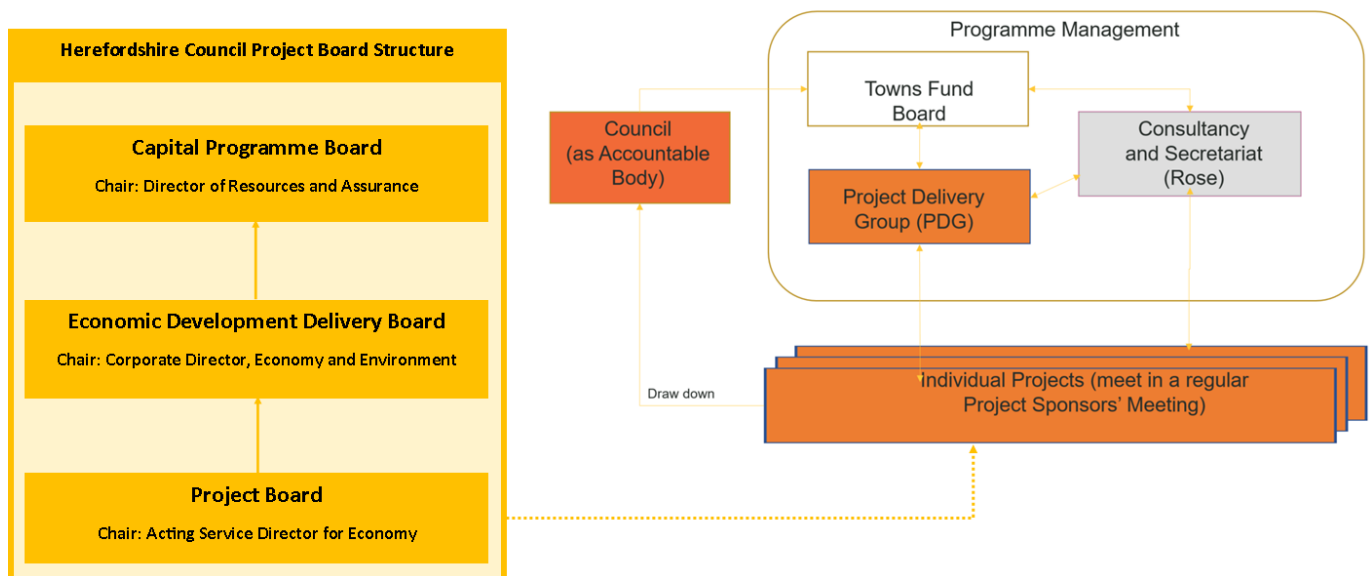 Herefordshire Council Project Board Structure
Capital Programme Board
Chair: Director of Resources and Assurance
Economic Development Delivery Board
Chair: Corporate Director, Economy and Environment
Project Board
Chair: Acting Service Director for Economy
Programme Management
Towns Fund
Board
Council
(as Accountable
Body)
Consultancy
and Secretariat
(Rose)
Project Delivery
Group (PDG)
Draw down
Individual Projects (meet in a regular
Project Sponsors’ Meeting)